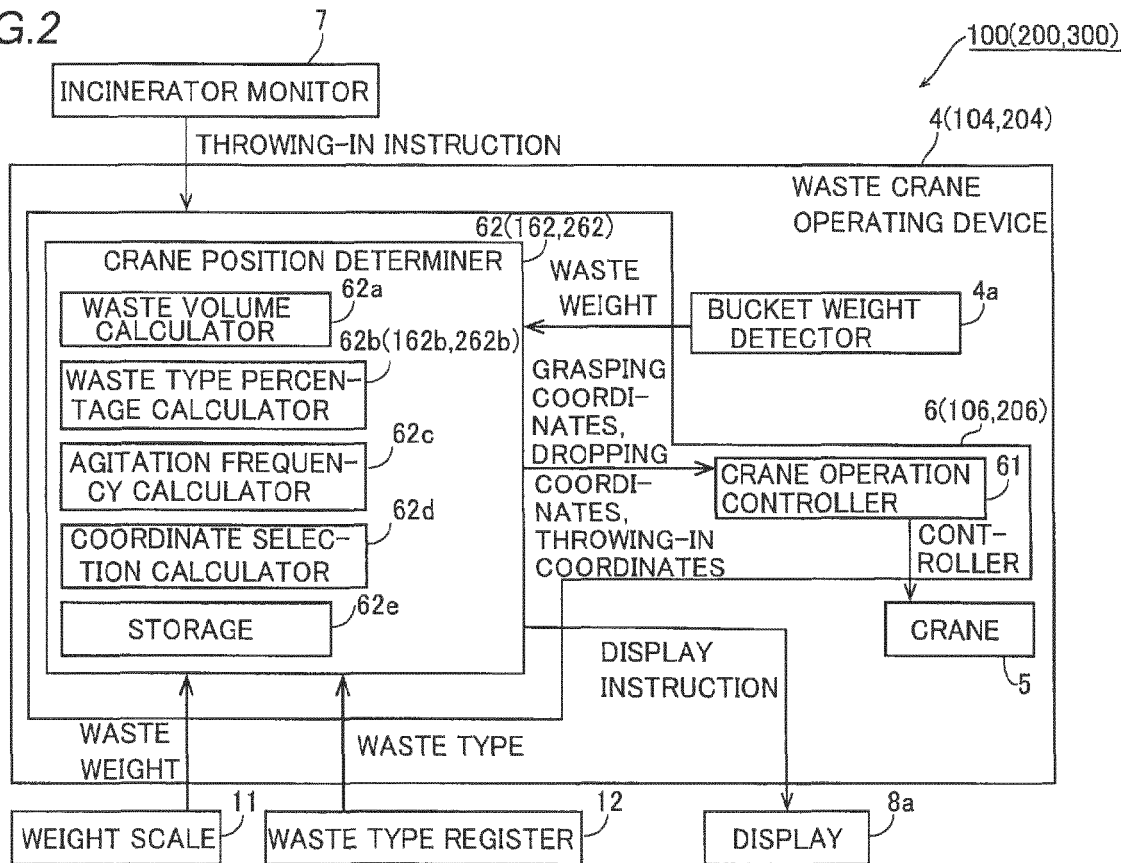 G.2
7
100(200,300)
INCINERATOR MONITOR
4(104,204)
THROWING-IN INSTRUCTION
WASTE CRANE
OPERATING DEVICE
62(162,262)
CRANE POSITION DETERMINER
WASTE
WEIGHT
62a
WASTE VOLUME
CALCULATOR
4a
BUCKET WEIGHT
DETECTOR
62b(162b,262b)
WASTE TYPE PERCEN-
TAGE CALCULATOR
GRASPING
COORDI-
NATES,
DROPPING
COORDI-
NATES,
THROWING-IN
COORDINATES
6(106,206)
62c
AGITATION FREQUEN-
CY CALCULATOR
CRANE OPERATION
CONTROLLER
61
62d
COORDINATE SELEC-
TION CALCULATOR
CONT-
ROLLER
62e
STORAGE
CRANE
5
DISPLAY
INSTRUCTION
WASTE
WEIGHT
WASTE TYPE
11
WEIGHT SCALE
12
WASTE TYPE REGISTER
8a
DISPLAY